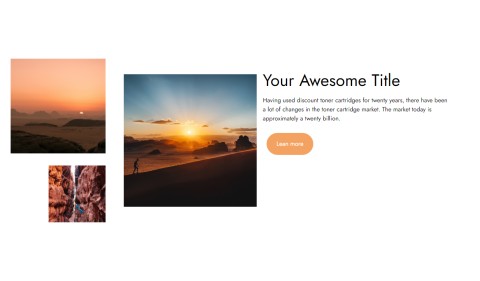 Your Awesome Title
Having used discount toner cartridges for twenty years, there have been
a lot of changes in the toner cartridge market. The market today is
approximately a twenty billion.
Learn more